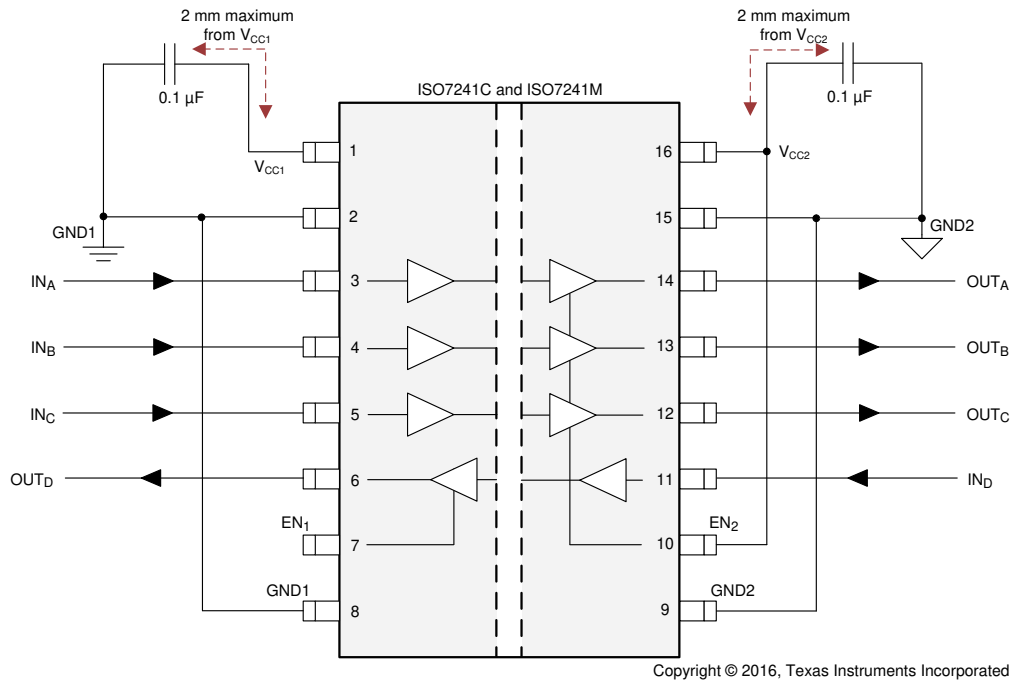 2 mm maximum
from VCC1
2 mm maximum
from VCC2
0.1 µF
0.1 µF
ISO7241C and ISO7241M
1
16
VCC1
VCC2
2
15
GND1
GND2
INA
3
14
OUTA
INB
4
13
OUTB
INC
5
12
OUTC
OUTD
6
11
IND
EN1
EN2
7
10
GND1
GND2
8
9
Copyright © 2016, Texas Instruments Incorporated